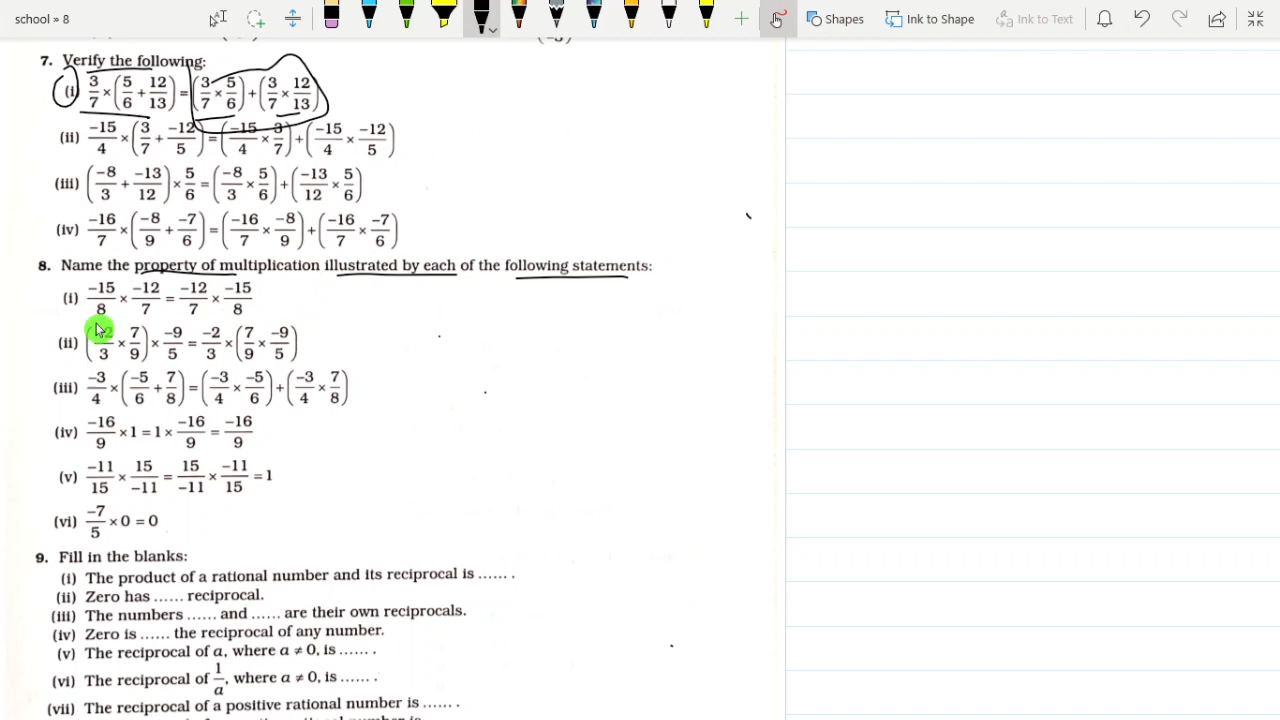 school » 8
Shapes
Ink to Shape
Ink to Text
7. Verify the following:
(i) 3/7 × (5/6 + 12/13) = (3/7 × 5/6) + (3/7 × 12/13)
(ii) -15/4 × (3/7 + -12/5) = (-15/4 × 3/7) + (-15/4 × -12/5)
(iii) (-8/3 + -13/12) × 5/6 = (-8/3 × 5/6) + (-13/12 × 5/6)
(iv) -16/7 × (-8/9 + -7/6) = (-16/7 × -8/9) + (-16/7 × -7/6)
8. Name the property of multiplication illustrated by each of the following statements:
(i) -15/8 × -12/7 = -12/7 × -15/8
(ii) (-2/3 × 7/9) × -9/5 = -2/3 × (7/9 × -9/5)
(iii) -3/4 × (-5/6 + 7/8) = (-3/4 × -5/6) + (-3/4 × 7/8)
(iv) -16/9 × 1 = 1 × -16/9 = -16/9
(v) -11/15 × 15/-11 = 15/-11 × -11/15 = 1
(vi) -7/5 × 0 = 0
9. Fill in the blanks:
(i) The product of a rational number and its reciprocal is ...... .
(ii) Zero has ...... reciprocal.
(iii) The numbers ...... and ...... are their own reciprocals.
(iv) Zero is ...... the reciprocal of any number.
(v) The reciprocal of a, where a ≠ 0, is ...... .
(vi) The reciprocal of 1/a, where a ≠ 0, is ...... .
(vii) The reciprocal of a positive rational number is ...... .